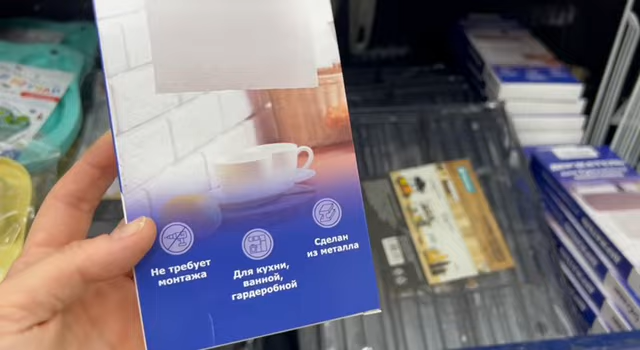 Не требует
монтажа
Для кухни,
ванной,
гардеробной
Сделан
из металла